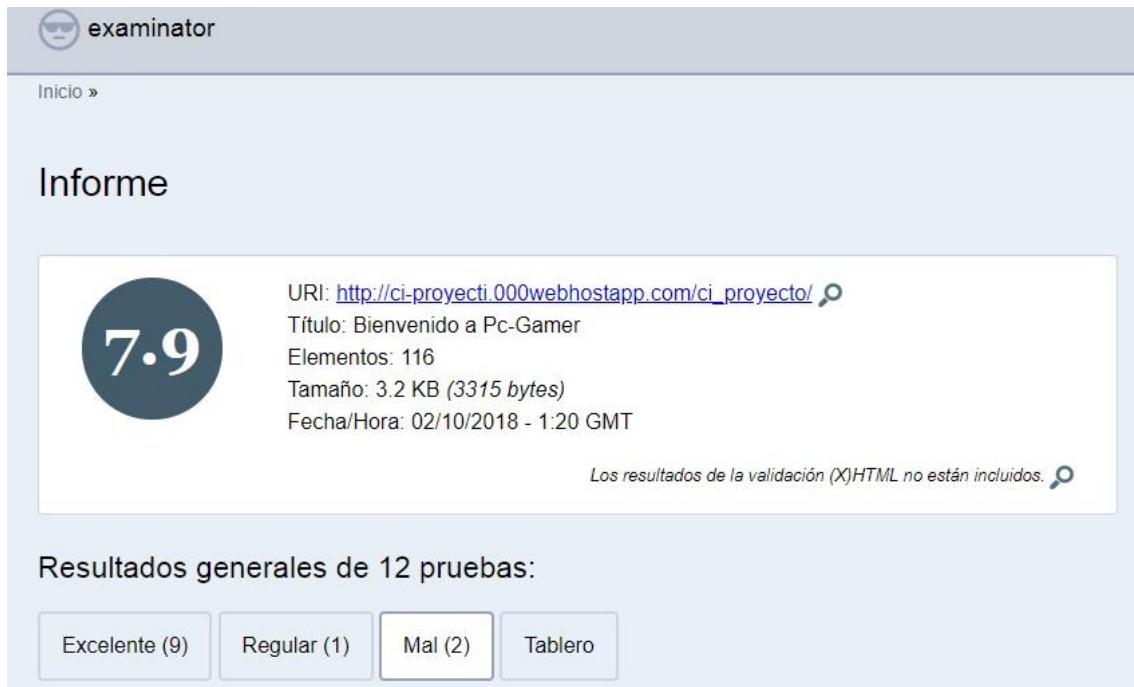 examinator
Inicio »
Informe
7.9
URI: http://ci-proyecti.000webhostapp.com/ci_proyecto/
Título: Bienvenido a Pc-Gamer
Elementos: 116
Tamaño: 3.2 KB (3315 bytes)
Fecha/Hora: 02/10/2018 - 1:20 GMT
Los resultados de la validación (X)HTML no están incluidos.
Resultados generales de 12 pruebas:
Excelente (9) Regular (1) Mal (2) Tablero